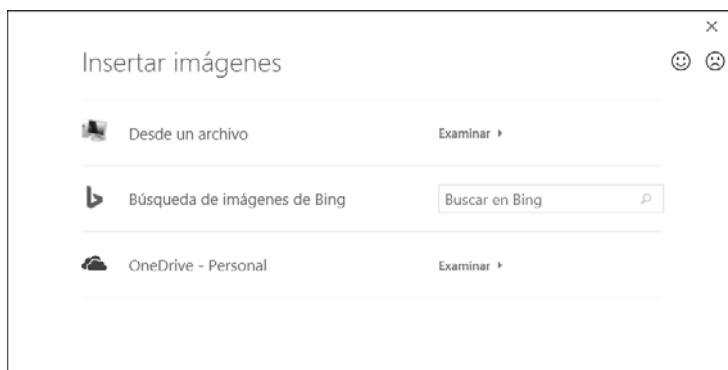 Insertar imágenes
Desde un archivo Examinar
Búsqueda de imágenes de Bing Buscar en Bing
OneDrive - Personal Examinar